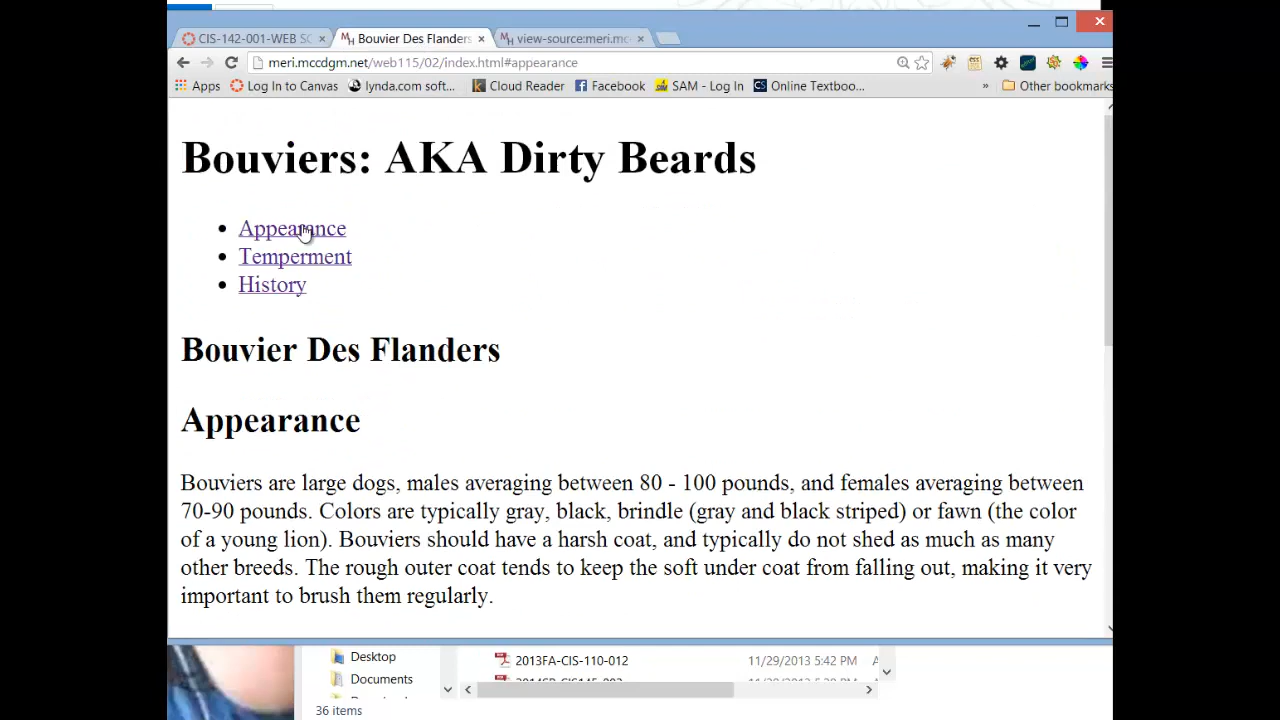 CIS-142-001-WEB SC
Bouvier Des Flanders
view-source:meri.mc
meri.mccdgm.net/web115/02/index.html#appearance
Apps
Log In to Canvas
lynda.com soft...
Cloud Reader
Facebook
SAM - Log In
Online Textboo...
»
Other bookmarks
Bouviers: AKA Dirty Beards
• Appearance
• Temperment
• History
Bouvier Des Flanders
Appearance
Bouviers are large dogs, males averaging between 80 - 100 pounds, and females averaging between
70-90 pounds. Colors are typically gray, black, brindle (gray and black striped) or fawn (the color
of a young lion). Bouviers should have a harsh coat, and typically do not shed as much as many
other breeds. The rough outer coat tends to keep the soft under coat from falling out, making it very
important to brush them regularly.
Desktop
2013FA-CIS-110-012 11/29/2013 5:42 PM A
Documents
36 items